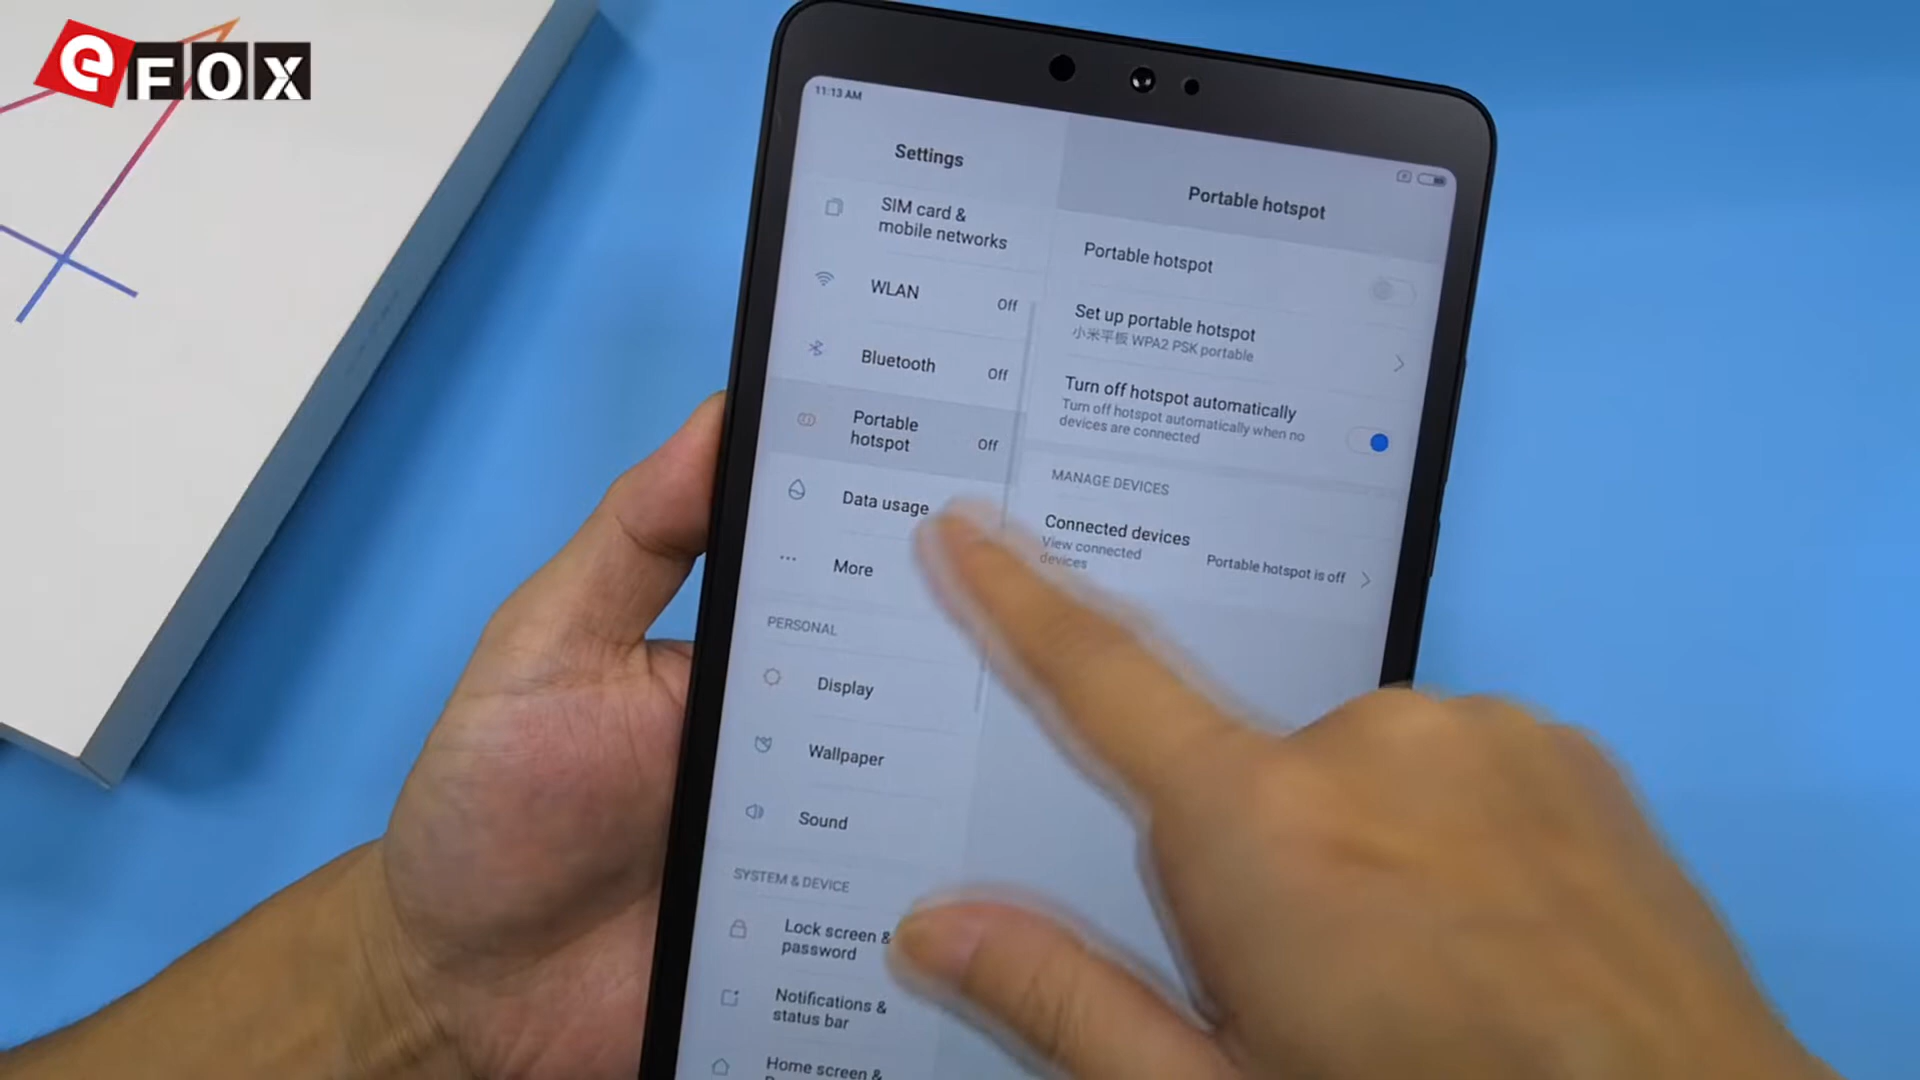 eFOX
11:13 AM
Settings
SIM card &
mobile networks
WLAN
Off
Bluetooth
Off
Portable
hotspot
Off
Data usage
More
PERSONAL
Display
Wallpaper
Sound
SYSTEM & DEVICE
Lock screen &
password
Notifications &
status bar
Home screen &
Portable hotspot
Portable hotspot
Set up portable hotspot
小米平板 WPA2 PSK portable
Turn off hotspot automatically
Turn off hotspot automatically when no
devices are connected
MANAGE DEVICES
Connected devices
View connected
devices
Portable hotspot is off